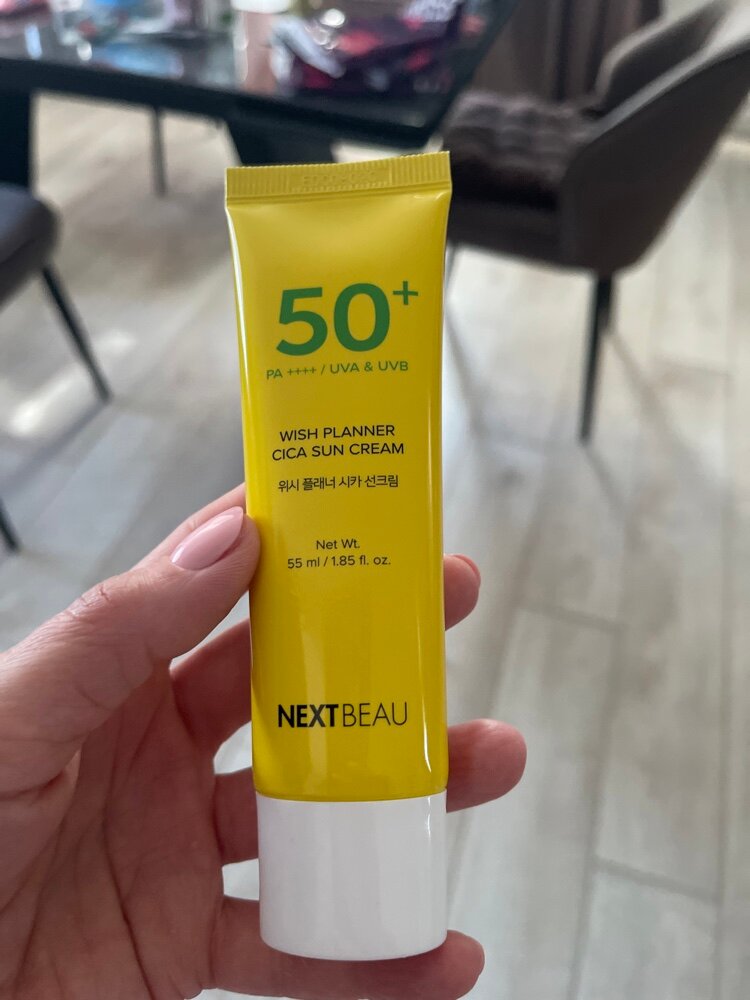 50+
PA ++++ / UVA & UVB
WISH PLANNER
CICA SUN CREAM
위시 플래너 시카 선크림
Net Wt.
55 ml / 1.85 fl. oz.
NEXTBEAU